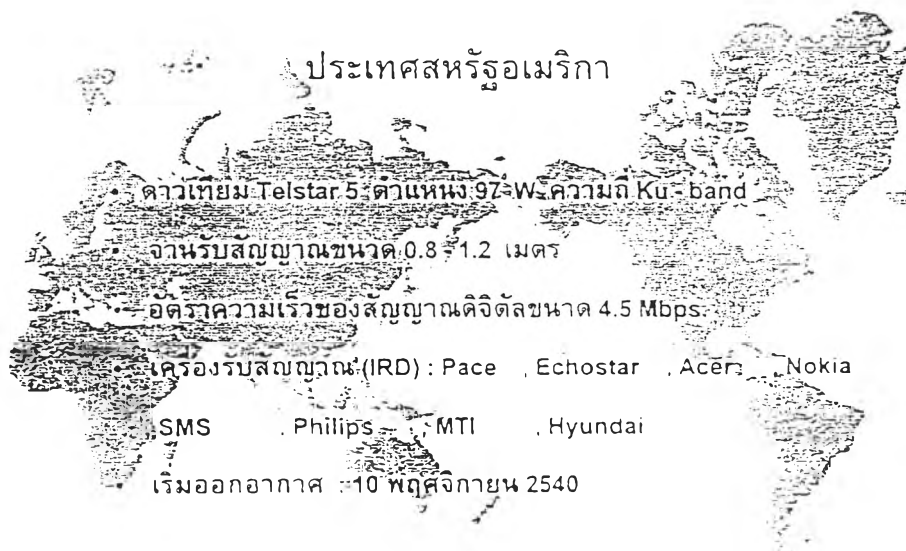 ประเทศสหรัฐอเมริกา
• ดาวเทียม Telstar 5 ตำแหน่ง 97 W ความถี่ Ku - band
• จานรับสัญญาณขนาด 0.8 - 1.2 เมตร
• อัตราความเร็วของสัญญาณดิจิตัลขนาด 4.5 Mbps.
• เครื่องรับสัญญาณ (IRD) : Pace , Echostar , Acer , Nokia
, SMS , Philips , MTI , Hyundai
• เริ่มออกอากาศ : 10 พฤศจิกายน 2540